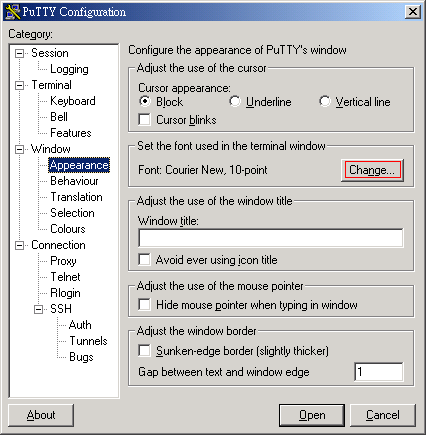 PuTTY Configuration
Category:
Session
Logging
Terminal
Keyboard
Bell
Features
Window
Appearance
Behaviour
Translation
Selection
Colours
Connection
Proxy
Telnet
Rlogin
SSH
Auth
Tunnels
Bugs
Configure the appearance of PuTTY's window
Adjust the use of the cursor
Cursor appearance:
Block Underline Vertical line
Cursor blinks
Set the font used in the terminal window
Font: Courier New, 10-point Change...
Adjust the use of the window title
Window title:
Avoid ever using icon title
Adjust the use of the mouse pointer
Hide mouse pointer when typing in window
Adjust the window border
Sunken-edge border (slightly thicker)
Gap between text and window edge 1
About Open Cancel